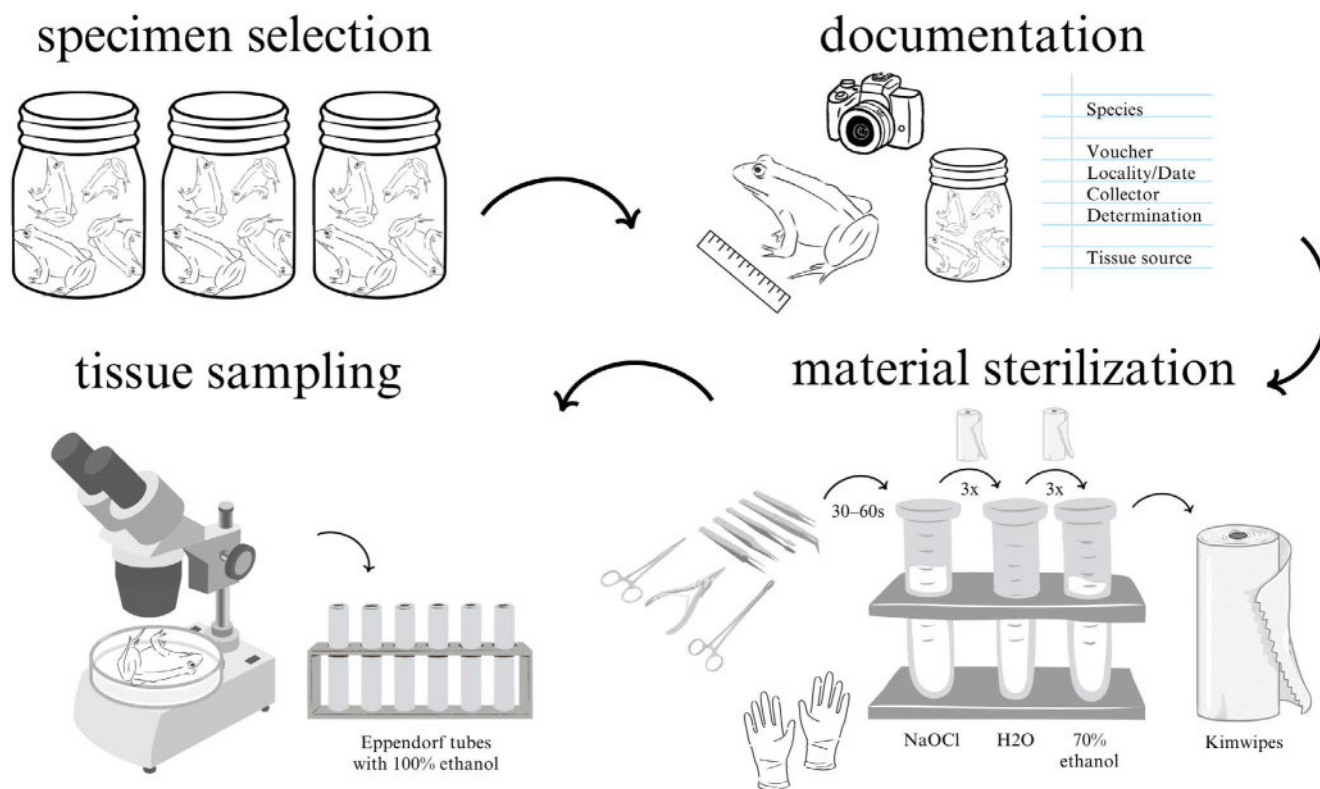 specimen selection
documentation
Species
Voucher
Locality/Date
Collector
Determination
Tissue source
tissue sampling
material sterilization
30–60s
3x
3x
Eppendorf tubes
with 100% ethanol
NaOCl
H2O
70%
ethanol
Kimwipes